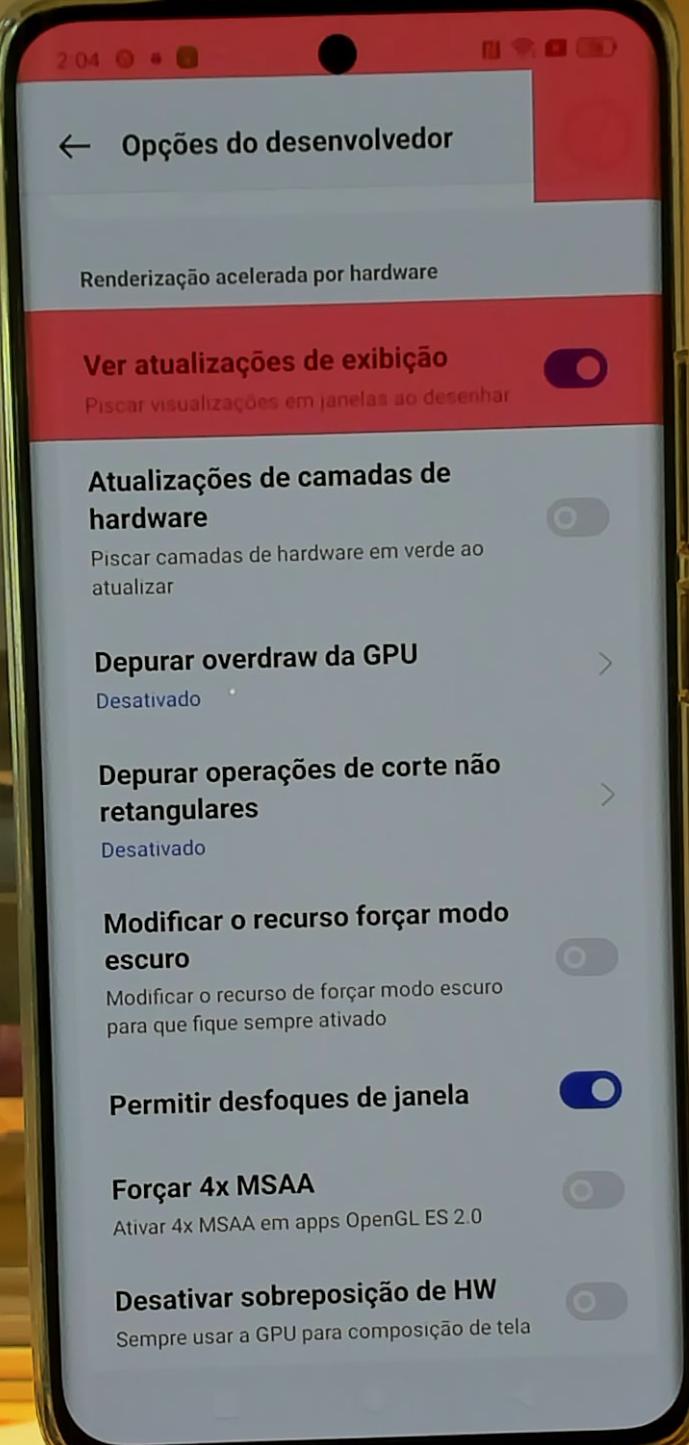 2:04
Opções do desenvolvedor
Renderização acelerada por hardware
Ver atualizações de exibição
Piscar visualizações em janelas ao desenhar
Atualizações de camadas de
hardware
Piscar camadas de hardware em verde ao
atualizar
Depurar overdraw da GPU
Desativado
Depurar operações de corte não
retangulares
Desativado
Modificar o recurso forçar modo
escuro
Modificar o recurso de forçar modo escuro
para que fique sempre ativado
Permitir desfoques de janela
Forçar 4x MSAA
Ativar 4x MSAA em apps OpenGL ES 2.0
Desativar sobreposição de HW
Sempre usar a GPU para composição de tela